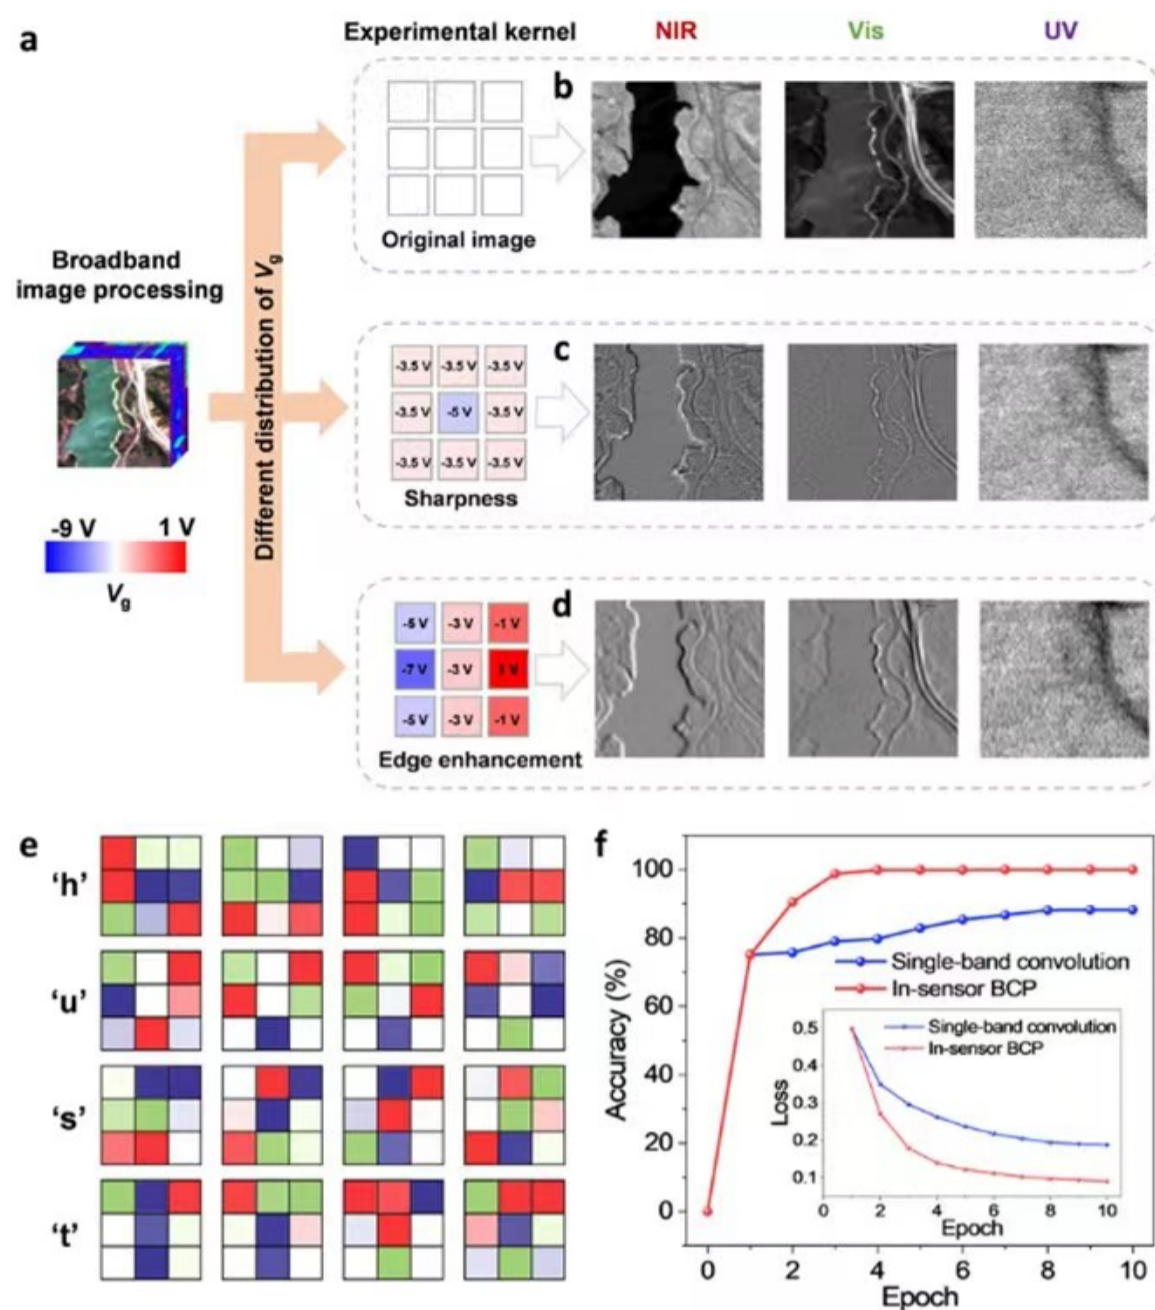 a
Experimental kernel
NIR
Vis
UV
b
Original image
Broadband
image processing
-9 V
1 V
Vg
Different distribution of Vg
c
-3.5 V -3.5 V -3.5 V
-3.5 V -5 V -3.5 V
-3.5 V -3.5 V -3.5 V
Sharpness
d
-5 V -3 V -1 V
-7 V -3 V 1 V
-5 V -3 V -1 V
Edge enhancement
e
'h'
'u'
's'
't'
f
Accuracy (%)
100
80
60
40
20
0
Single-band convolution
In-sensor BCP
Loss
0.5
0.4
0.3
0.2
0.1
Single-band convolution
In-sensor BCP
0 2 4 6 8 10
Epoch
0 2 4 6 8 10
Epoch